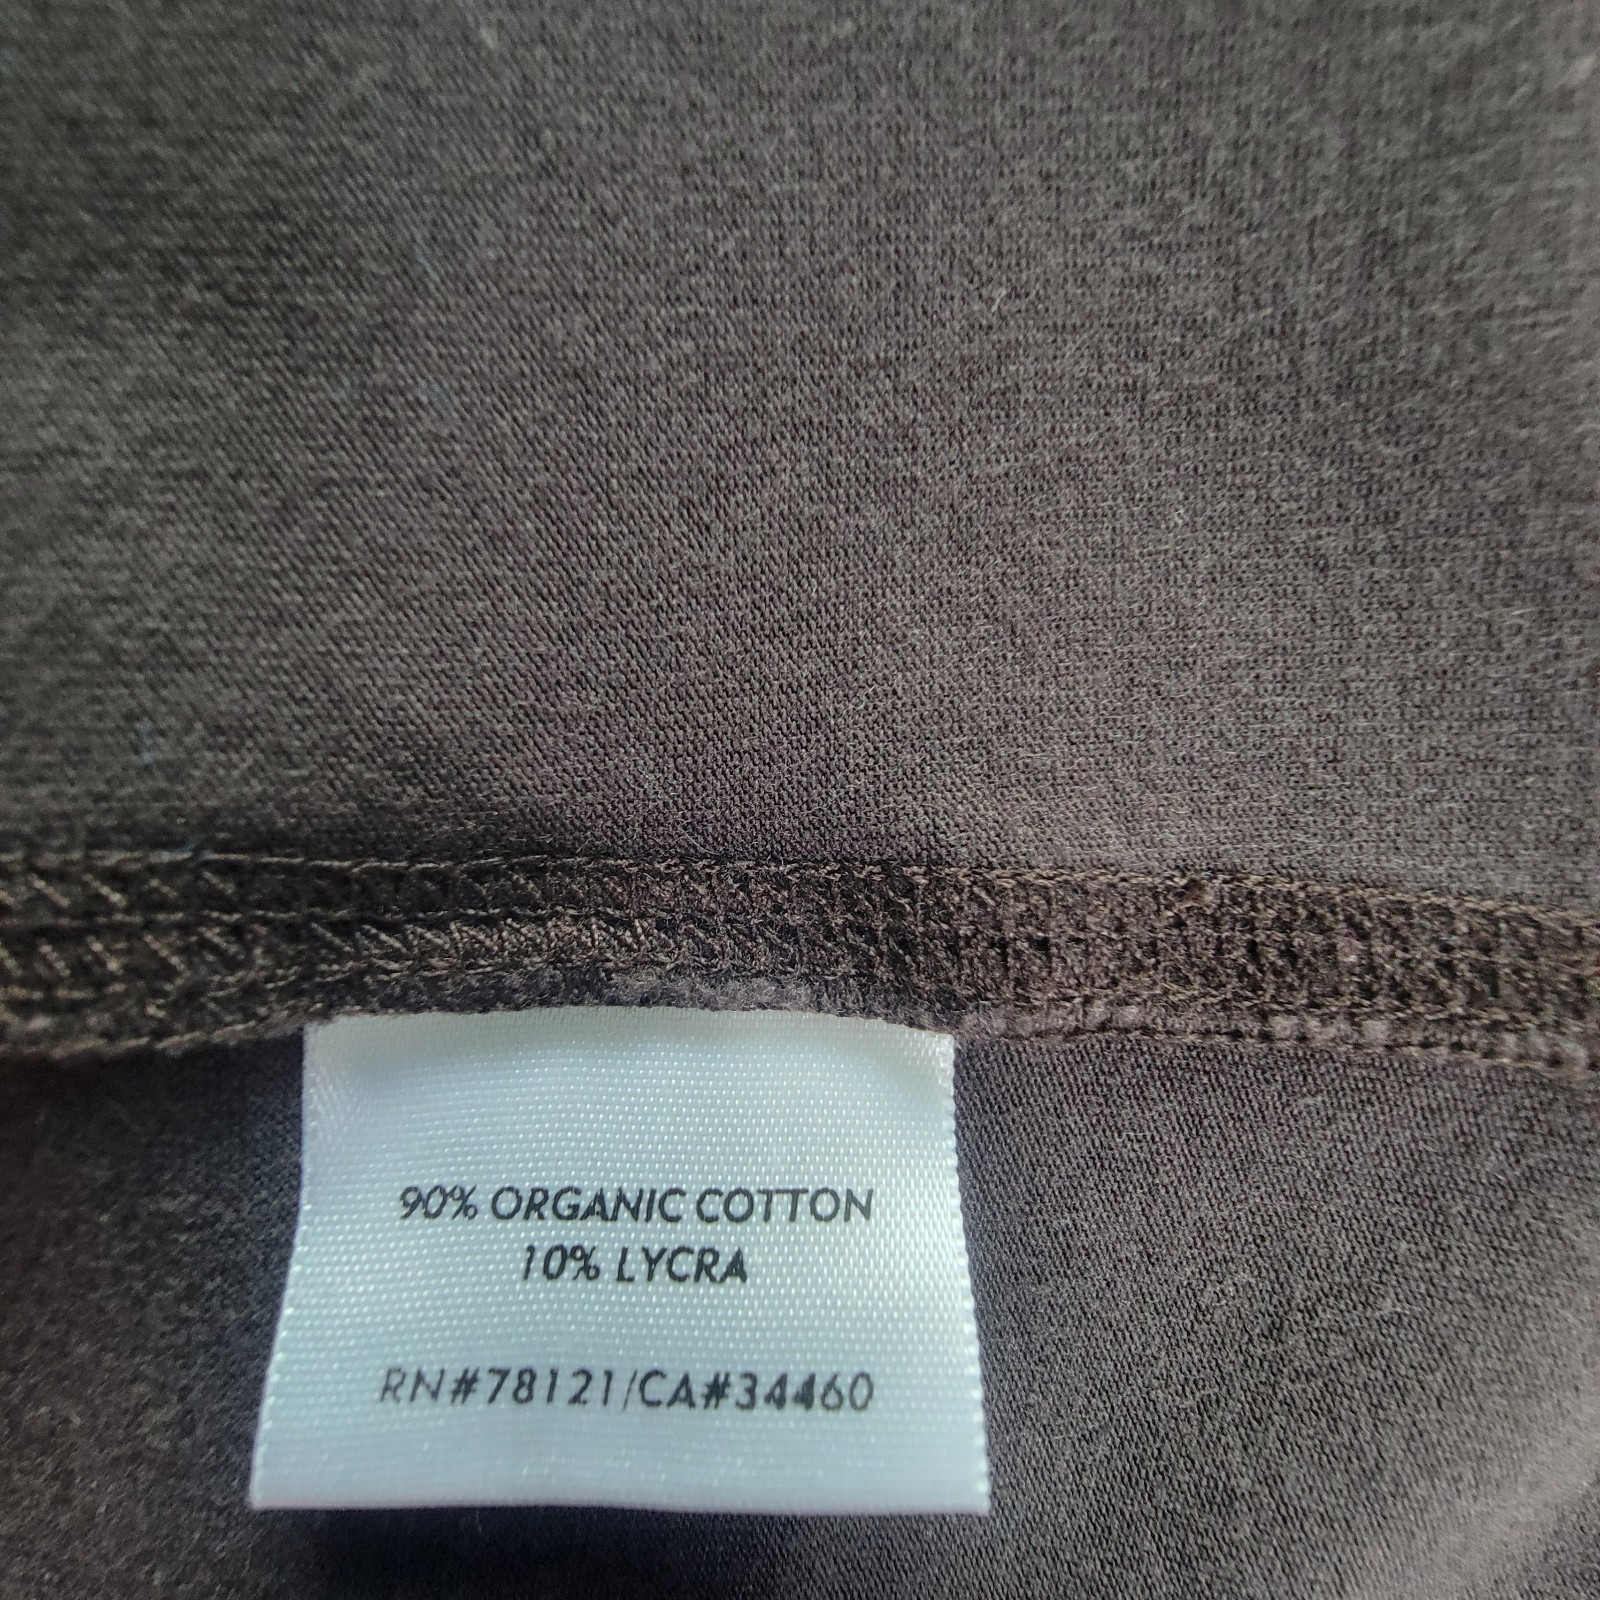 90% ORGANIC COTTON
10% LYCRA
RN#78121/CA#34460